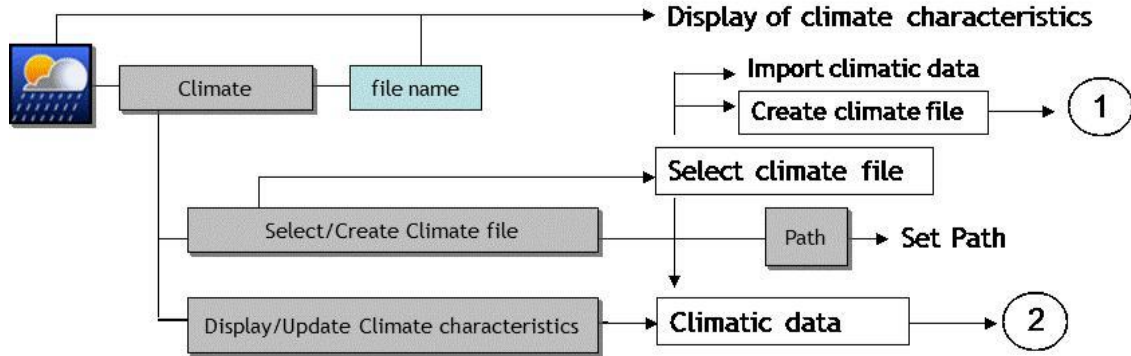 Display of climate characteristics
Climate
file name
Import climatic data
Create climate file
1
Select climate file
Select/Create Climate file
Path
Set Path
Display/Update Climate characteristics
Climatic data
2